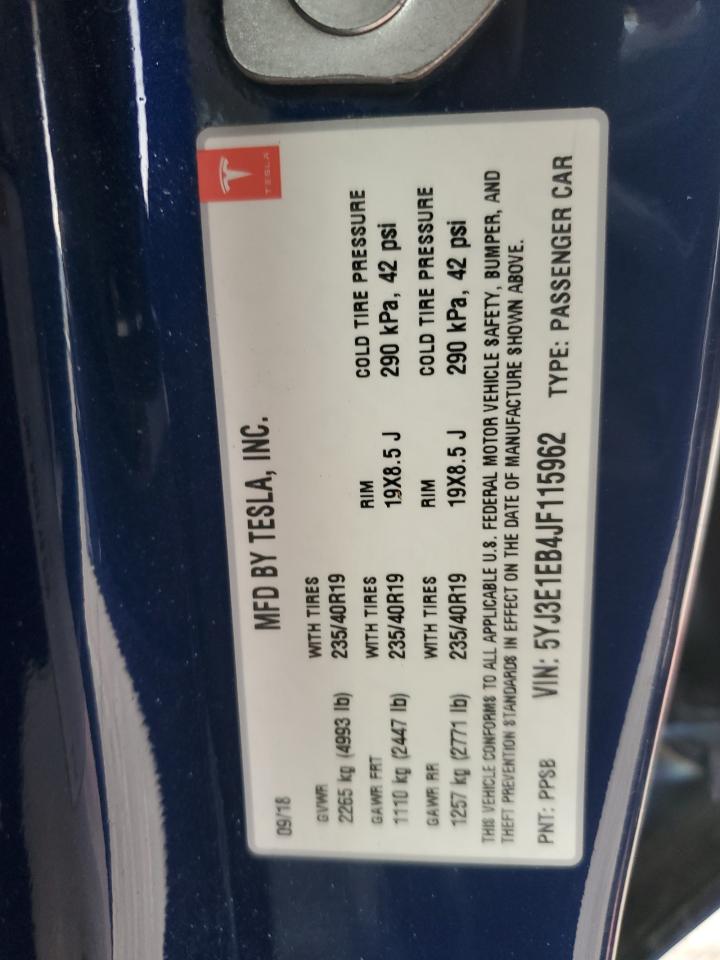 TESLA
MFD BY TESLA, INC.
09/18
GVWR WITH TIRES
2265 kg (4993 lb) 235/40R19
GAWR FRT WITH TIRES RIM COLD TIRE PRESSURE
1110 kg (2447 lb) 235/40R19 19X8.5 J 290 kPa, 42 psi
GAWR RR WITH TIRES RIM COLD TIRE PRESSURE
1257 kg (2771 lb) 235/40R19 19X8.5 J 290 kPa, 42 psi
THIS VEHICLE CONFORMS TO ALL APPLICABLE U.S. FEDERAL MOTOR VEHICLE SAFETY, BUMPER, AND
THEFT PREVENTION STANDARDS IN EFFECT ON THE DATE OF MANUFACTURE SHOWN ABOVE.
PNT: PPSB VIN: 5YJ3E1EB4JF115962 TYPE: PASSENGER CAR